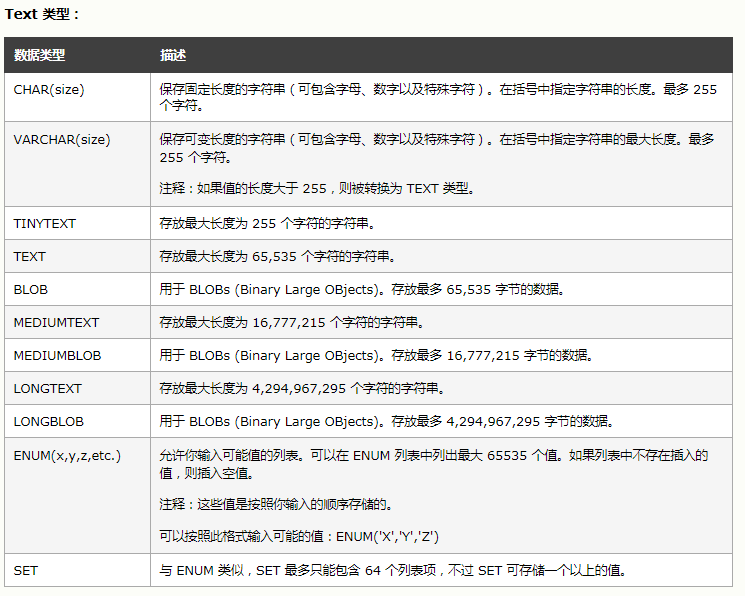 Text 类型：
数据类型 描述
CHAR(size) 保存固定长度的字符串（可包含字母、数字以及特殊字符）。在括号中指定字符串的长度。最多 255
个字符。
VARCHAR(size) 保存可变长度的字符串（可包含字母、数字以及特殊字符）。在括号中指定字符串的最大长度。最多
255 个字符。
注释：如果值的长度大于 255，则被转换为 TEXT 类型。
TINYTEXT 存放最大长度为 255 个字符的字符串。
TEXT 存放最大长度为 65,535 个字符的字符串。
BLOB 用于 BLOBs (Binary Large OBjects)。存放最多 65,535 字节的数据。
MEDIUMTEXT 存放最大长度为 16,777,215 个字符的字符串。
MEDIUMBLOB 用于 BLOBs (Binary Large OBjects)。存放最多 16,777,215 字节的数据。
LONGTEXT 存放最大长度为 4,294,967,295 个字符的字符串。
LONGBLOB 用于 BLOBs (Binary Large OBjects)。存放最多 4,294,967,295 字节的数据。
ENUM(x,y,z,etc.) 允许你输入可能值的列表。可以在 ENUM 列表中列出最大 65535 个值。如果列表中不存在插入的
值，则插入空值。
注释：这些值是按照你输入的顺序存储的。
可以按照此格式输入可能的值：ENUM('X','Y','Z')
SET 与 ENUM 类似，SET 最多只能包含 64 个列表项，不过 SET 可存储一个以上的值。